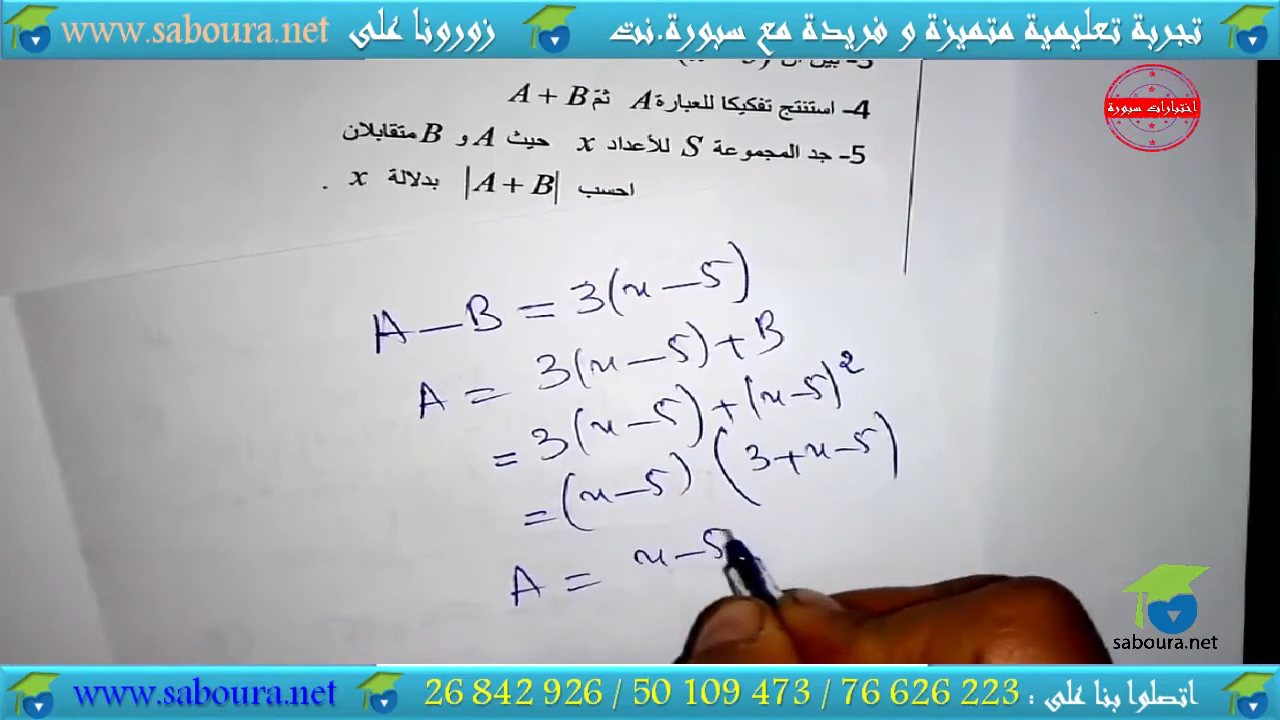 تجربة تعليمية متميزة و فريدة مع سبورة.نت زورونا على www.saboura.net
4- استنتج تفكيكا للعبارة A ثمّ A + B
5- جد المجموعة S للأعداد x حيث A و B متقابلان
احسب |A + B| بدلالة x .
اختبارات سبورة
A - B = 3(x - 5)
A = 3(x - 5) + B
= 3(x - 5) + (x - 5)²
= (x - 5) (3 + x - 5)
A = x - 5
saboura.net
اتصلوا بنا على : 26 842 926 / 50 109 473 / 76 626 223 www.saboura.net